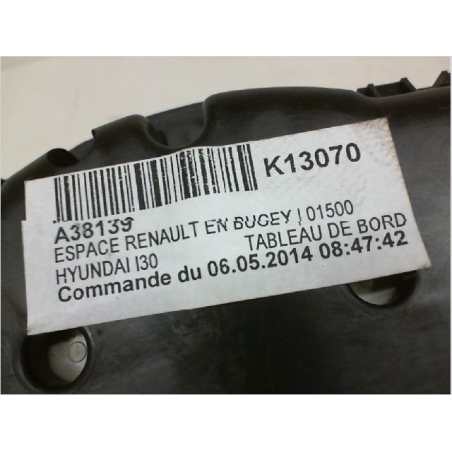 K13070
A38139
ESPACE RENAULT EN BUGEY | 01500
HYUNDAI I30 TABLEAU DE BORD
Commande du 06.05.2014 08:47:42